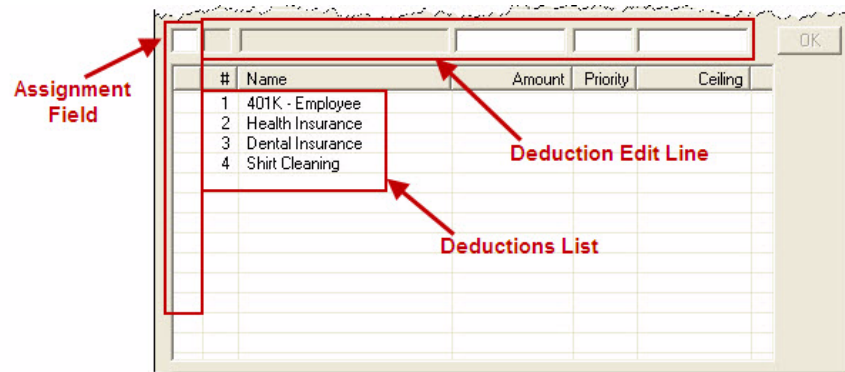 OK
# Name Amount Priority Ceiling
Assignment
Field
1 401K - Employee
2 Health Insurance
3 Dental Insurance
4 Shirt Cleaning
Deduction Edit Line
Deductions List